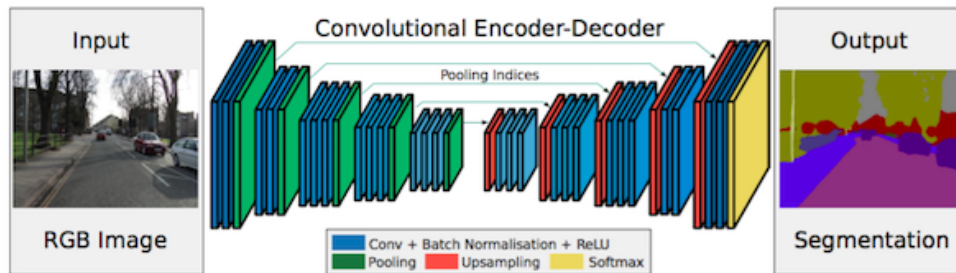 Input
RGB Image
Convolutional Encoder-Decoder
Pooling Indices
Conv + Batch Normalisation + ReLU
Pooling Upsampling Softmax
Output
Segmentation